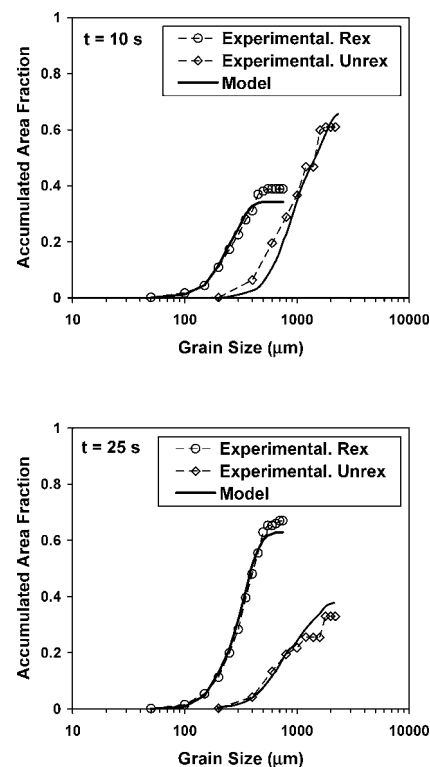 1
t = 10 s
Experimental. Rex
Experimental. Unrex
Model
0.8
0.6
0.4
0.2
0
Accumulated Area Fraction
10 100 1000 10000
Grain Size (µm)
1
t = 25 s
Experimental. Rex
Experimental. Unrex
Model
0.8
0.6
0.4
0.2
0
Accumulated Area Fraction
10 100 1000 10000
Grain Size (µm)